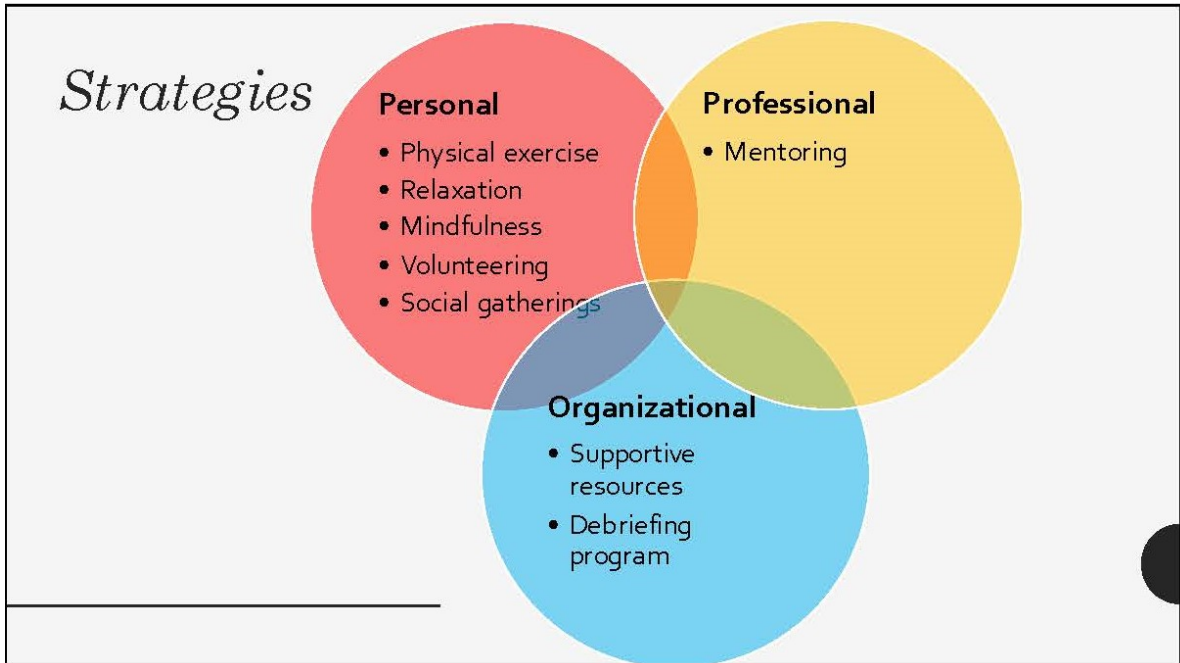 Strategies
Personal
• Physical exercise
• Relaxation
• Mindfulness
• Volunteering
• Social gatherings
Professional
• Mentoring
Organizational
• Supportive
resources
• Debriefing
program